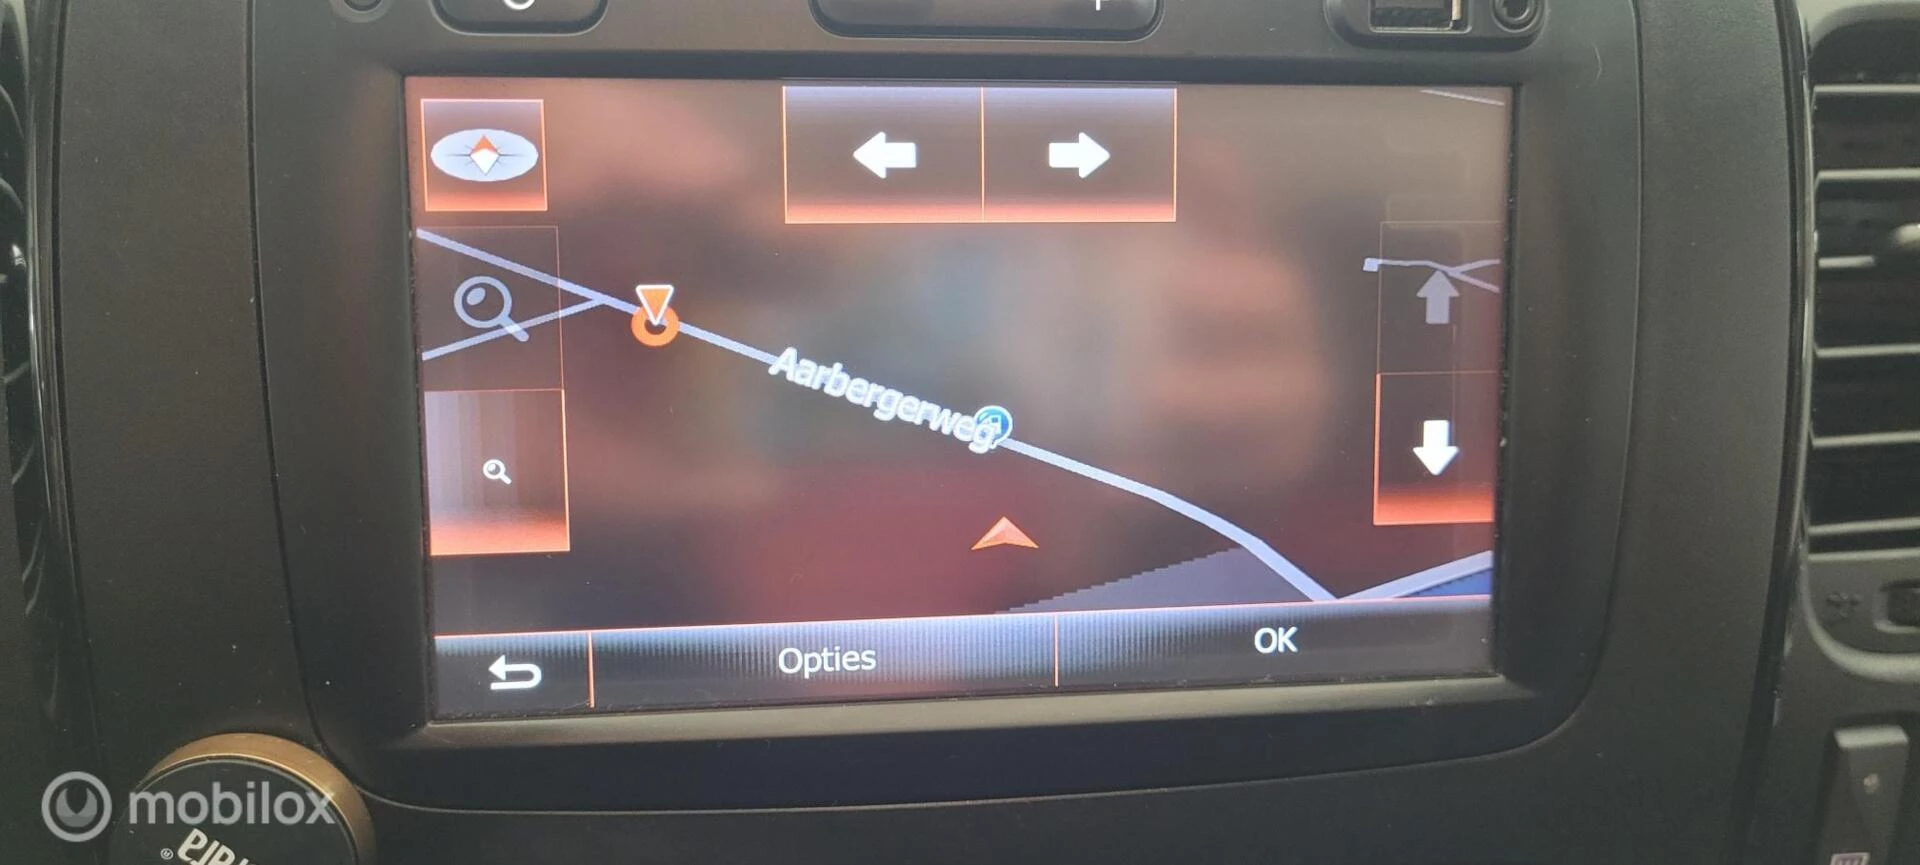 Aarbergerweg
Opties
OK
mobilox